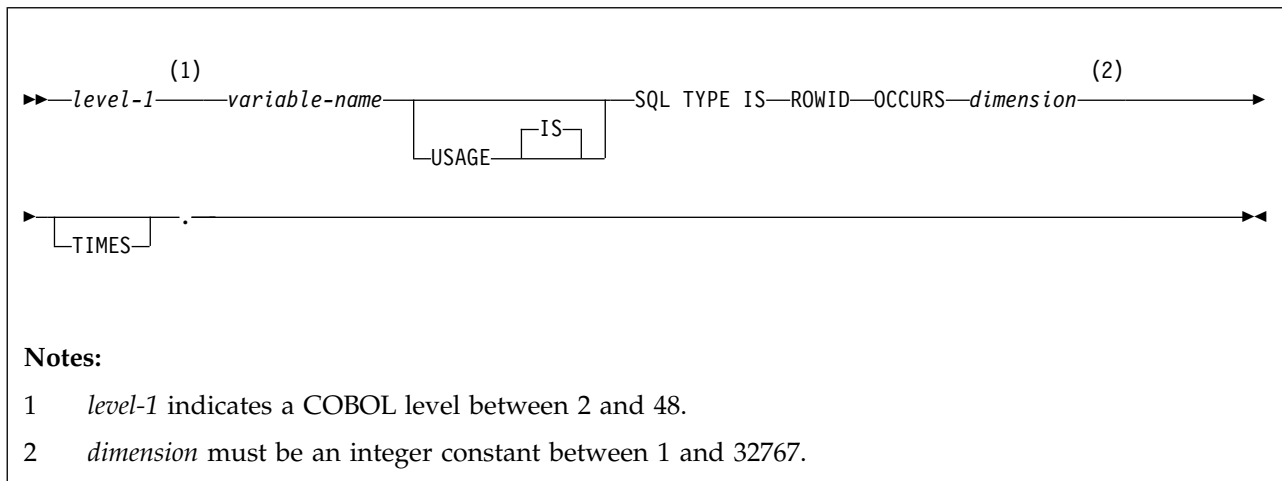 (1) (2)
level-1 variable-name SQL TYPE IS ROWID OCCURS dimension
IS
USAGE
.
TIMES
Notes:
1 level-1 indicates a COBOL level between 2 and 48.
2 dimension must be an integer constant between 1 and 32767.